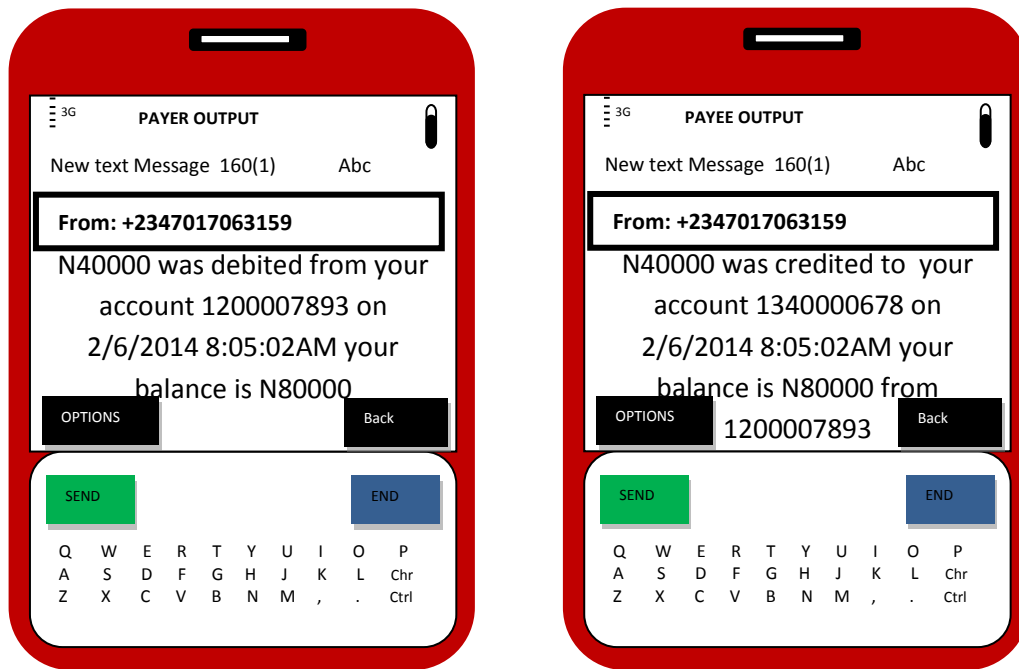 3G PAYER OUTPUT
New text Message 160(1) Abc
From: +2347017063159
N40000 was debited from your
account 1200007893 on
2/6/2014 8:05:02AM your
balance is N80000
OPTIONS Back
SEND END
Q W E R T Y U I O P
A S D F G H J K L Chr
Z X C V B N M , . Ctrl
3G PAYEE OUTPUT
New text Message 160(1) Abc
From: +2347017063159
N40000 was credited to your
account 1340000678 on
2/6/2014 8:05:02AM your
balance is N80000 from
OPTIONS 1200007893 Back
SEND END
Q W E R T Y U I O P
A S D F G H J K L Chr
Z X C V B N M , . Ctrl